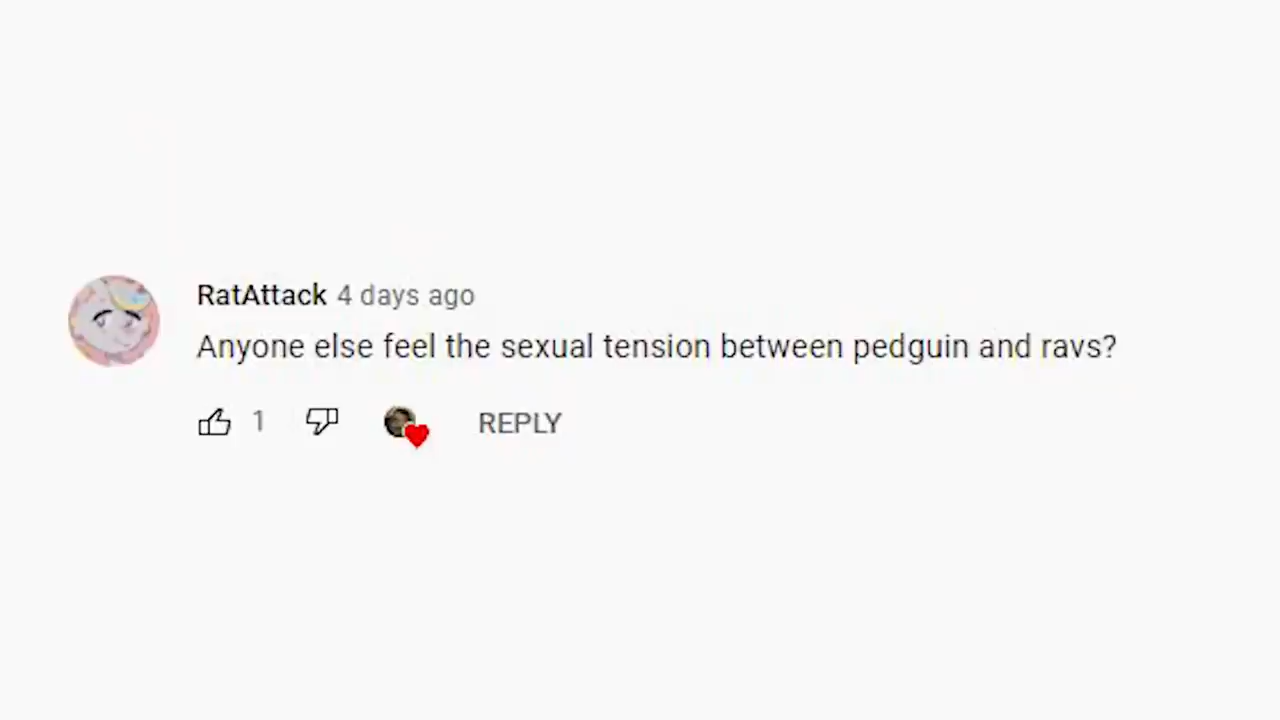 RatAttack 4 days ago
Anyone else feel the sexual tension between pedguin and ravs?
1 REPLY